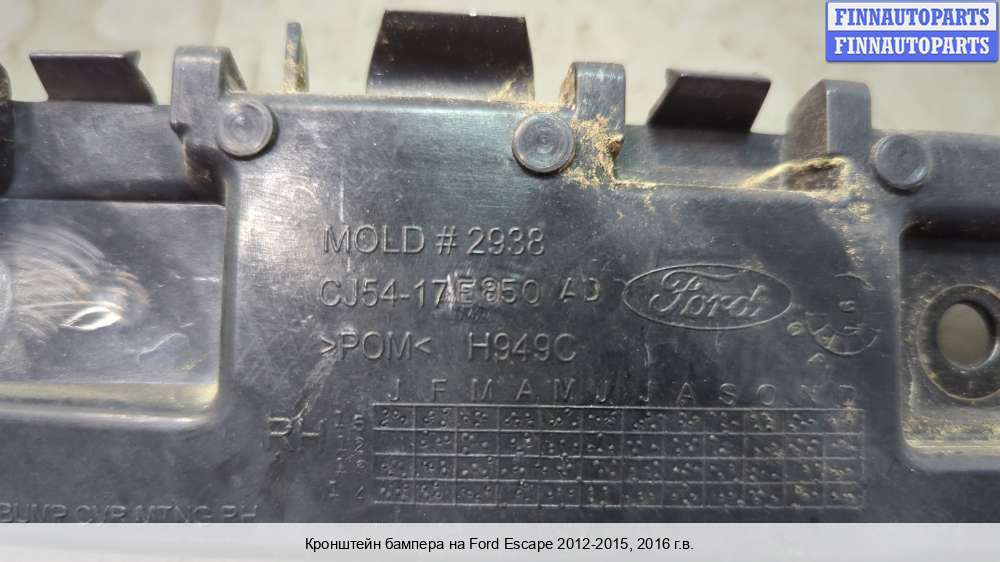 FINNAUTOPARTS
FINNAUTOPARTS
MOLD # 2938
CJ54-17E850 AD
Ford
>POM< H949C
J F M A M J J A S O N D
RH
BUMP CVR MTNG RH
Кронштейн бампера на Ford Escape 2012-2015, 2016 г.в.